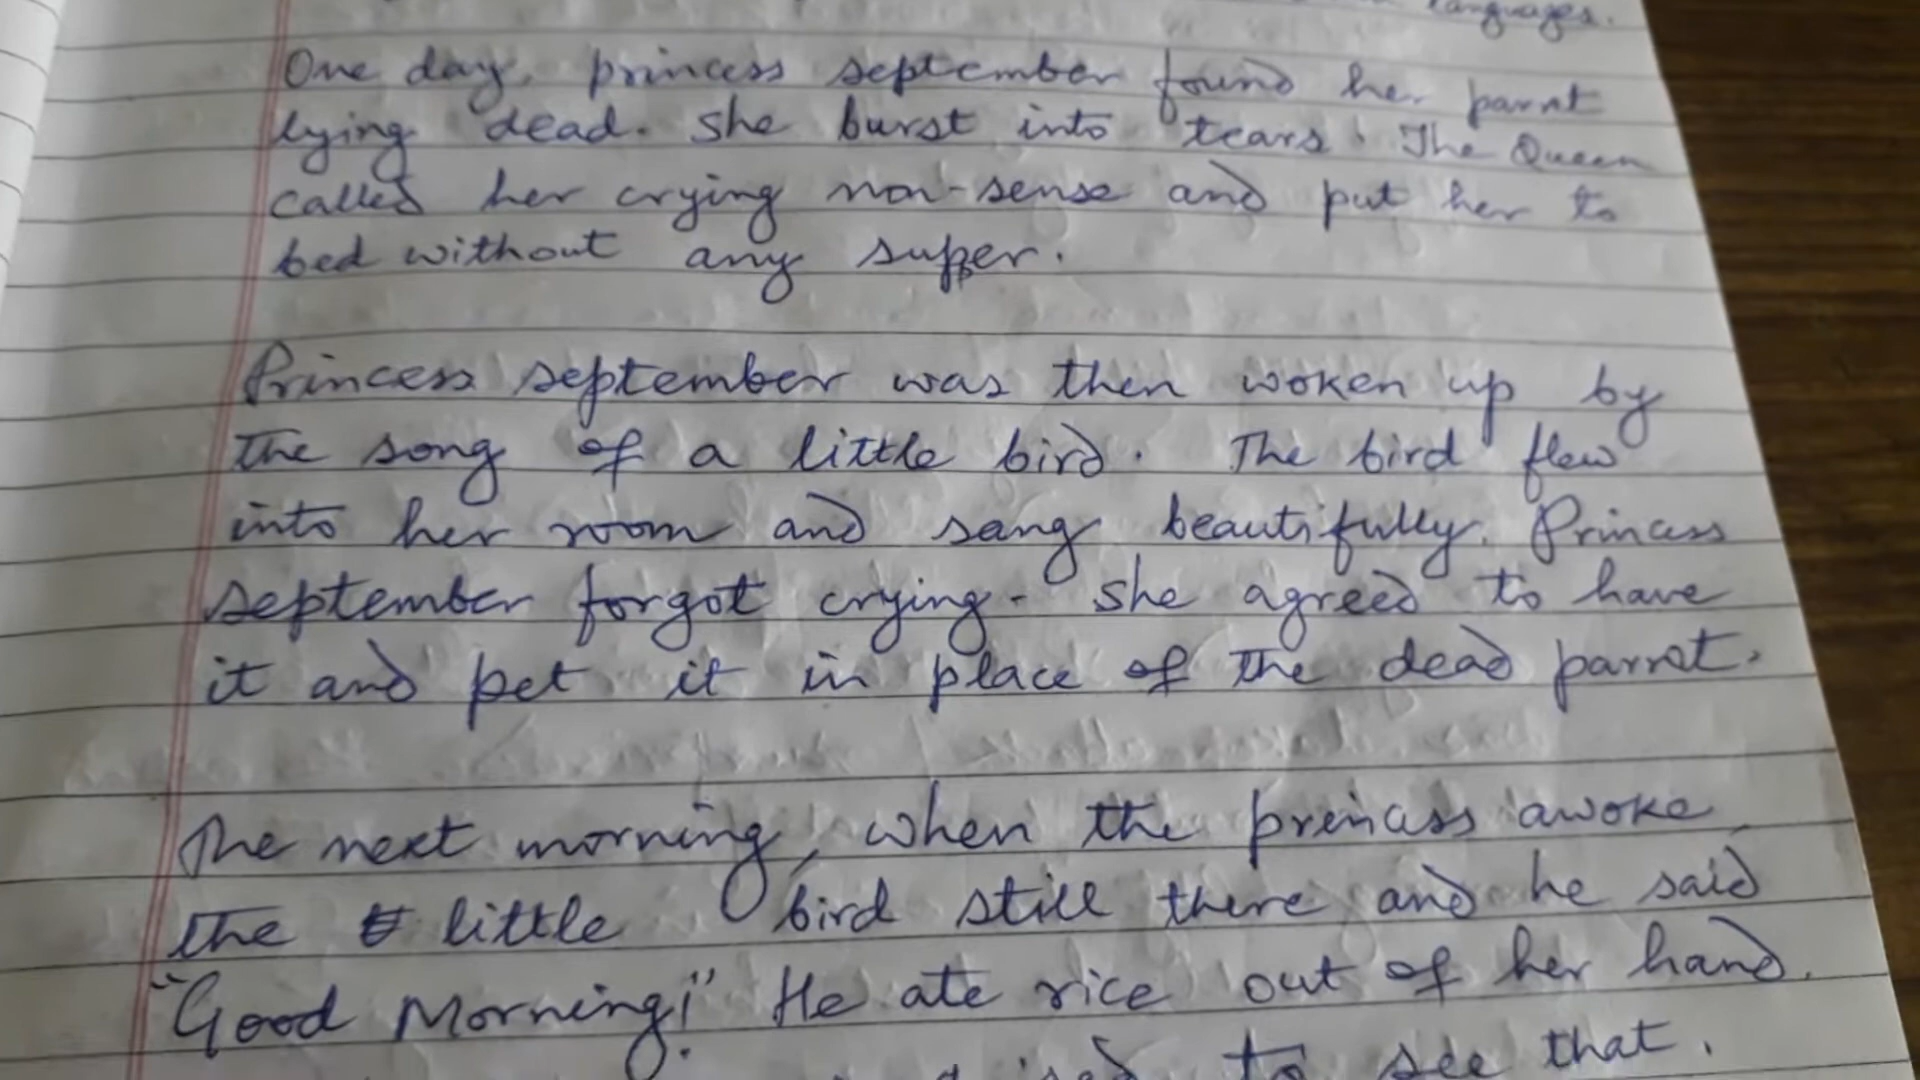 languages.
One day, princess september found her parrot
lying dead. She burst into tears. The Queen
called her crying non-sense and put her to
bed without any supper.
Princess september was then woken up by
the song of a little bird. The bird flew
into her room and sang beautifully. Princess
september forgot crying. She agreed to have
it and pet it in place of the dead parrot.
The next morning, when the princess awoke
the little bird still there and he said
"Good Morning!" He ate rice out of her hand.
to see that.